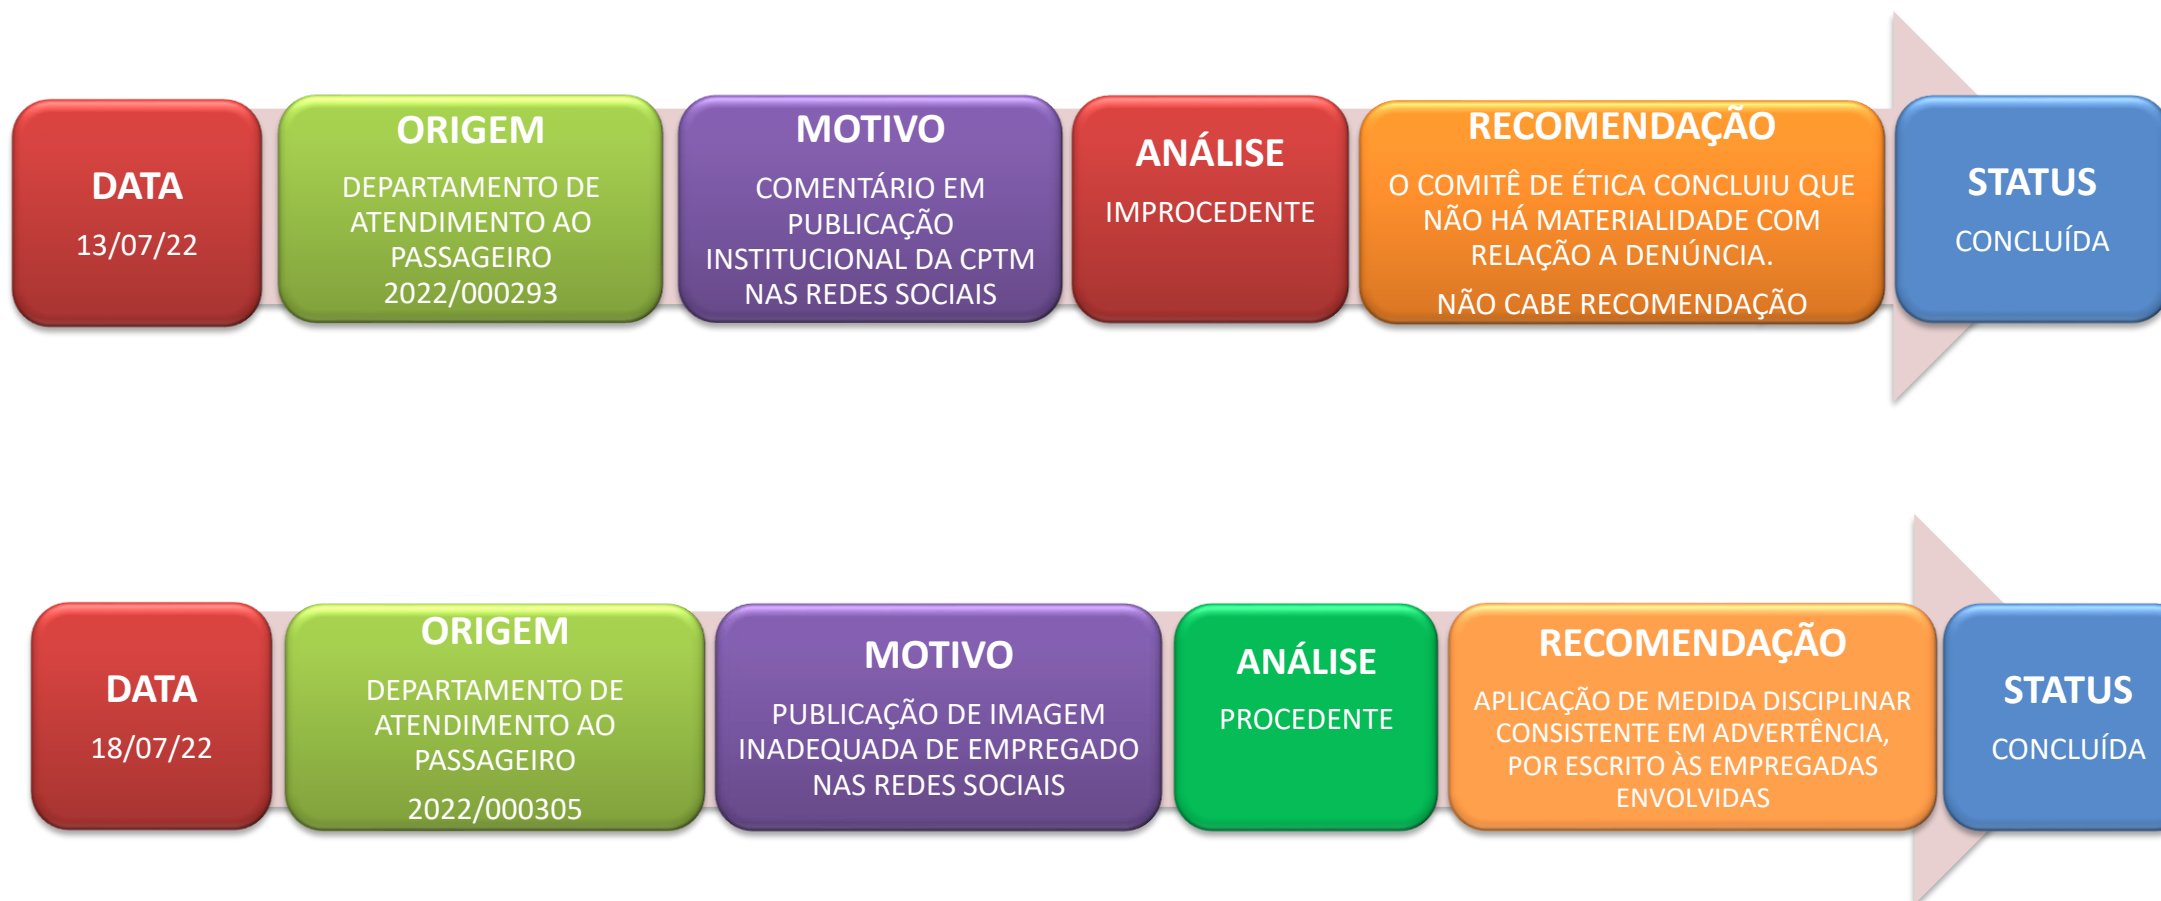 DATA
13/07/22
ORIGEM
DEPARTAMENTO DE
ATENDIMENTO AO
PASSAGEIRO
2022/000293
MOTIVO
COMENTÁRIO EM
PUBLICAÇÃO
INSTITUCIONAL DA CPTM
NAS REDES SOCIAIS
ANÁLISE
IMPROCEDENTE
RECOMENDAÇÃO
O COMITÊ DE ÉTICA CONCLUIU QUE
NÃO HÁ MATERIALIDADE COM
RELAÇÃO A DENÚNCIA.
NÃO CABE RECOMENDAÇÃO
STATUS
CONCLUÍDA
DATA
18/07/22
ORIGEM
DEPARTAMENTO DE
ATENDIMENTO AO
PASSAGEIRO
2022/000305
MOTIVO
PUBLICAÇÃO DE IMAGEM
INADEQUADA DE EMPREGADO
NAS REDES SOCIAIS
ANÁLISE
PROCEDENTE
RECOMENDAÇÃO
APLICAÇÃO DE MEDIDA DISCIPLINAR
CONSISTENTE EM ADVERTÊNCIA,
POR ESCRITO ÀS EMPREGADAS
ENVOLVIDAS
STATUS
CONCLUÍDA